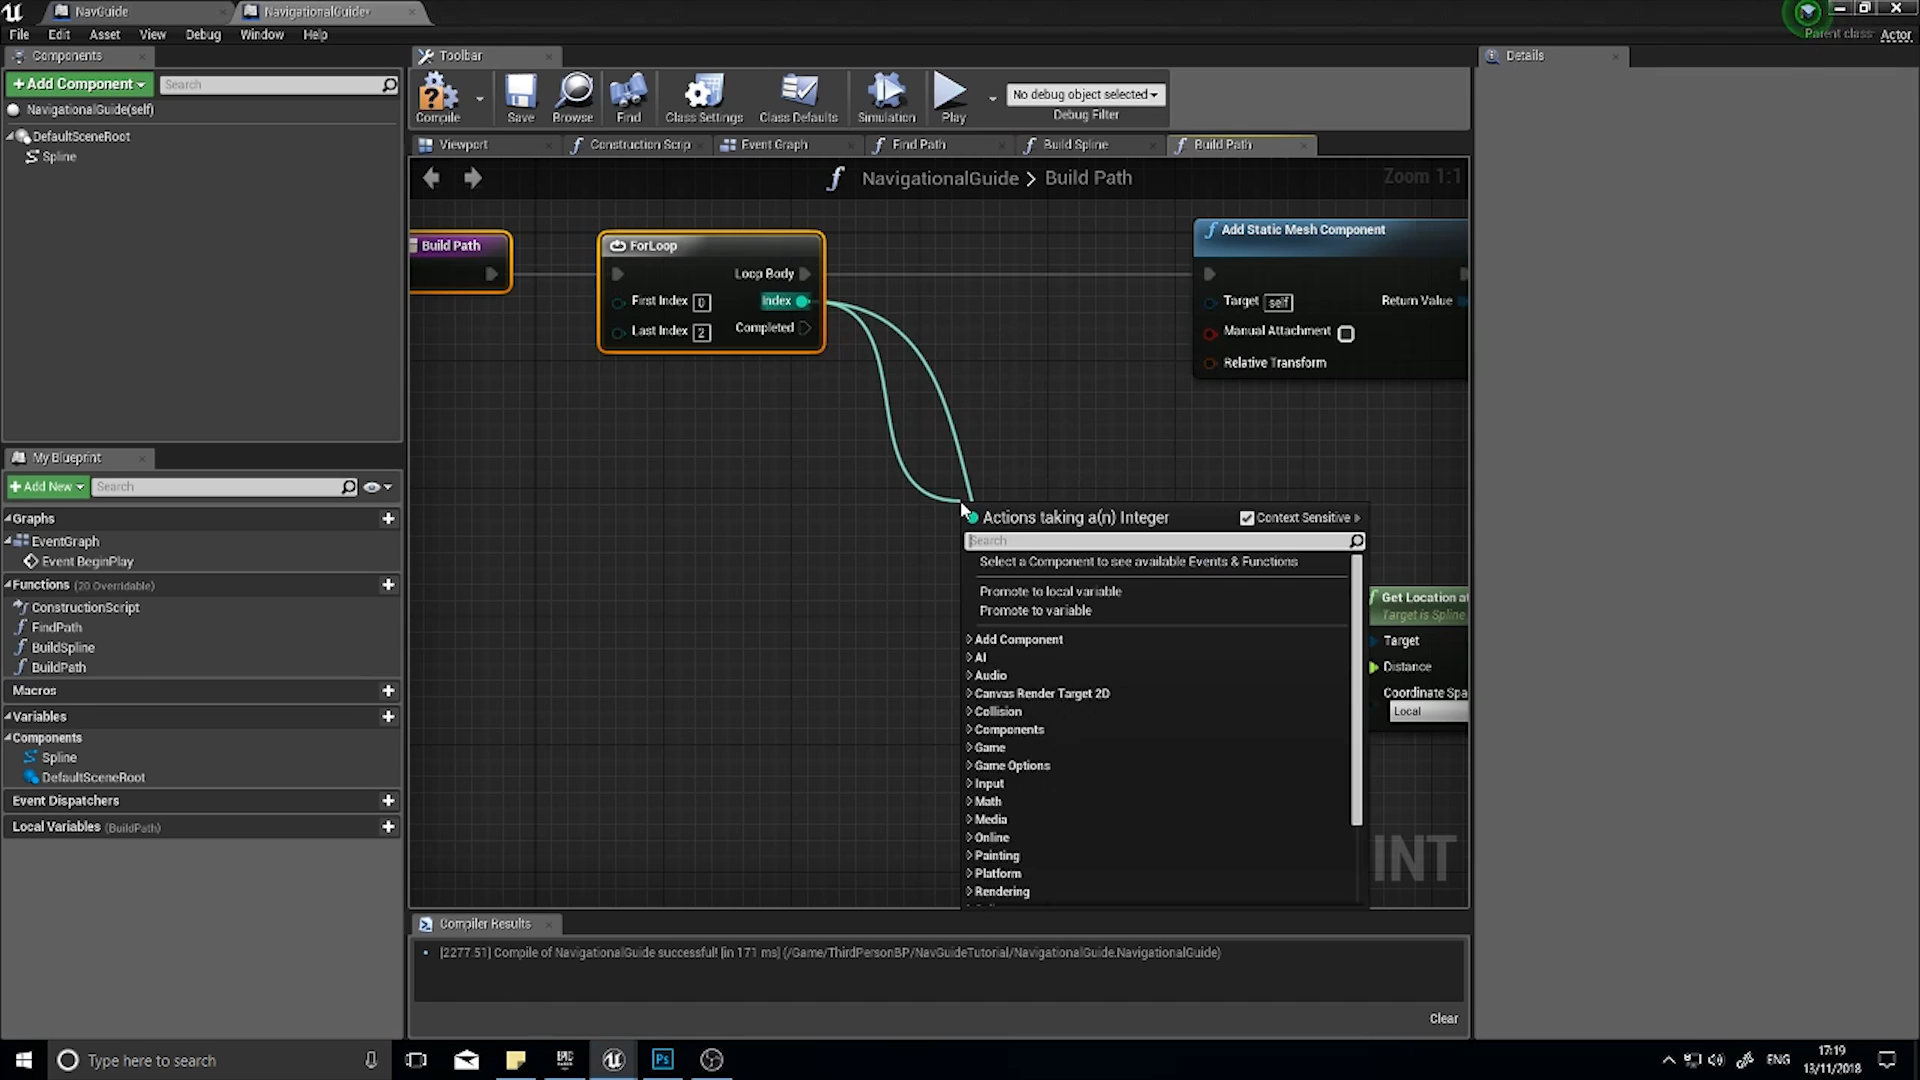 NavGuide
NavigationalGuide*
File Edit Asset View Debug Window Help
Parent class: Actor
Components
Toolbar
Details
+ Add Component
Search
NavigationalGuide(self)
DefaultSceneRoot
Spline
Compile
Save
Browse
Find
Class Settings
Class Defaults
Simulation
Play
No debug object selected
Debug Filter
Viewport
Construction Scrip
Event Graph
Find Path
Build Spline
Build Path
NavigationalGuide > Build Path
Zoom 1:1
Build Path
ForLoop
Loop Body
First Index 0
Index
Last Index 2
Completed
Add Static Mesh Component
Target self
Return Value
Manual Attachment
Relative Transform
Actions taking a(n) Integer
Context Sensitive
Search
Select a Component to see available Events & Functions
Promote to local variable
Promote to variable
Add Component
AI
Audio
Canvas Render Target 2D
Collision
Components
Game
Game Options
Input
Math
Media
Online
Painting
Platform
Rendering
Get Location a
Target is Spline
Target
Distance
Coordinate Spa
Local
INT
My Blueprint
+ Add New
Search
Graphs
EventGraph
Event BeginPlay
Functions (20 Overridable)
ConstructionScript
FindPath
BuildSpline
BuildPath
Macros
Variables
Components
Spline
DefaultSceneRoot
Event Dispatchers
Local Variables (BuildPath)
Compiler Results
[2277.51] Compile of NavigationalGuide successful! [in 171 ms] (/Game/ThirdPersonBP/NavGuideTutorial/NavigationalGuide.NavigationalGuide)
Clear
Type here to search
EPIC
Ps
ENG
17:19
13/11/2018